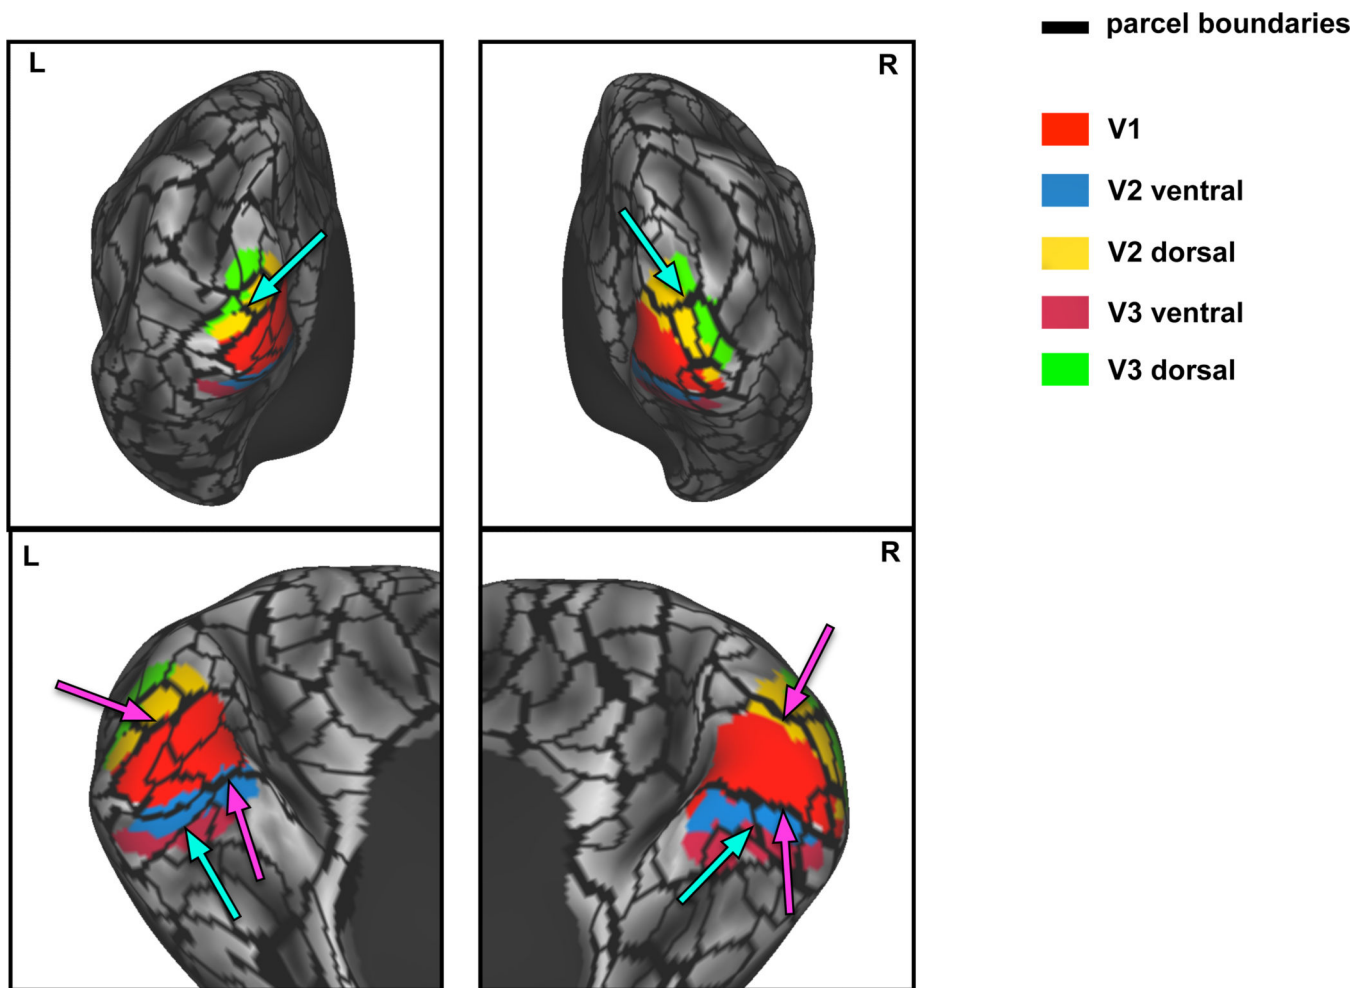 L
R
parcel boundaries
V1
V2 ventral
V2 dorsal
V3 ventral
V3 dorsal
L
R